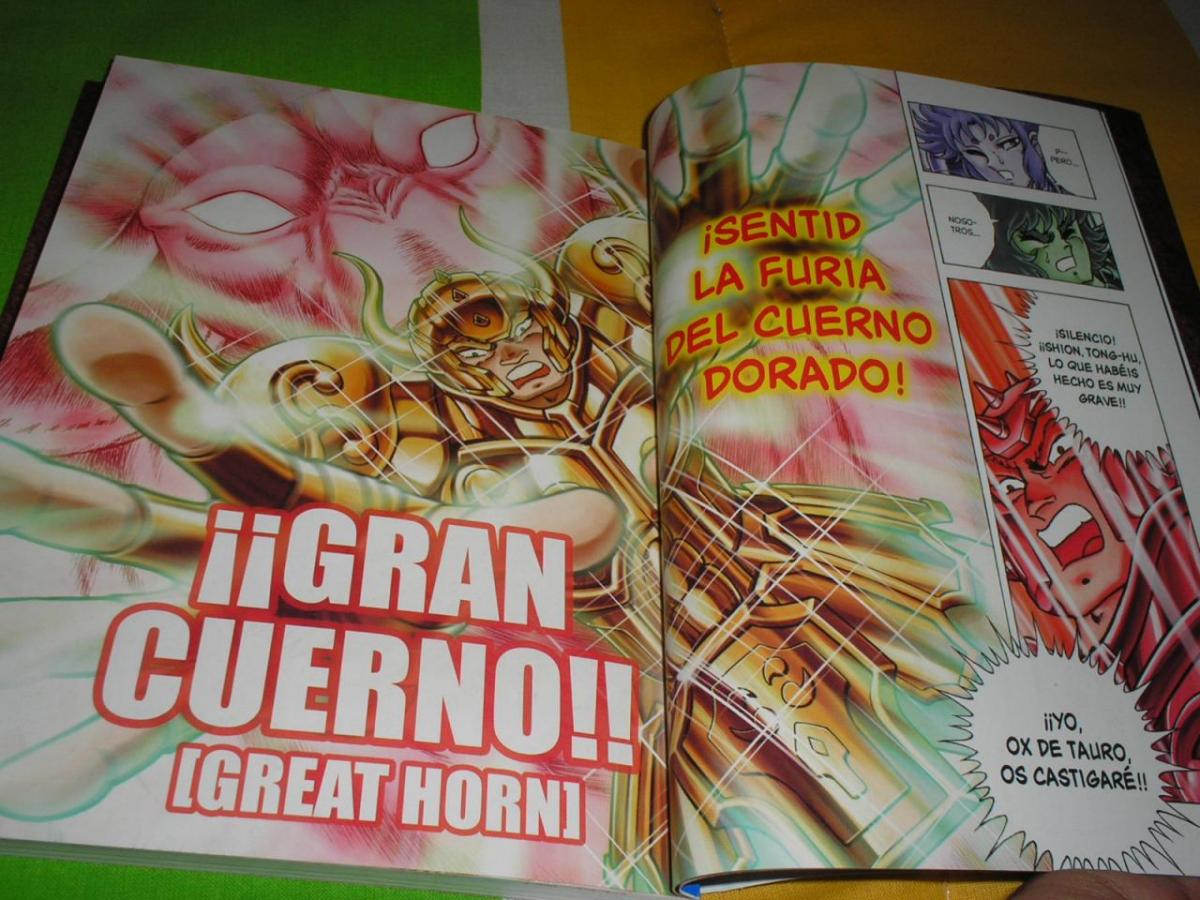 ¡¡GRAN
CUERNO!!
[GREAT HORN]
¡SENTID
LA FURIA
DEL CUERNO
DORADO!
P--
PERO...
NOSO-
TROS...
¡SILENCIO!
¡¡SHION, TONG-HU,
LO QUE HABÉIS
HECHO ES MUY
GRAVE!!
¡¡YO,
OX DE TAURO,
OS CASTIGARÉ!!